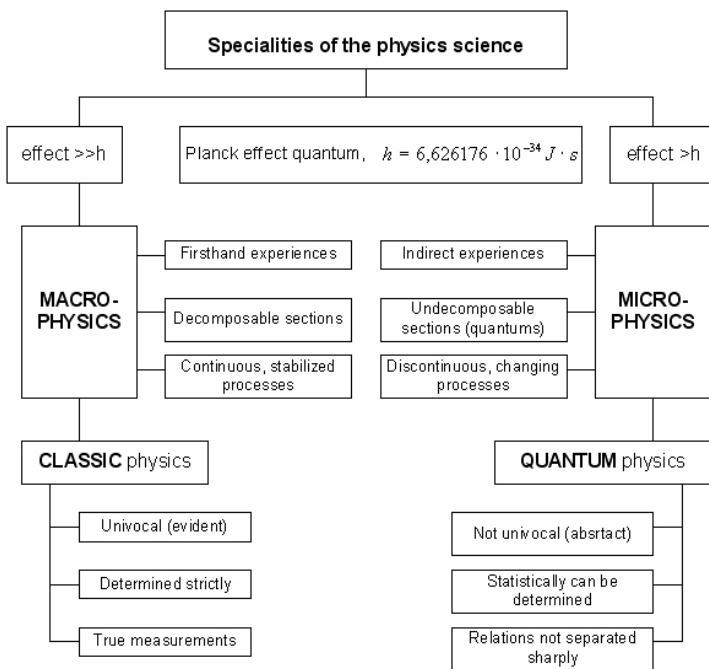 Specialities of the physics science
effect >>h
Planck effect quantum, h = 6,626176 · 10⁻³⁴ J · s
effect >h
MACRO-
PHYSICS
Firsthand experiences
Decomposable sections
Continuous, stabilized
processes
Indirect experiences
Undecomposable
sections (quantums)
Discontinuous, changing
processes
MICRO-
PHYSICS
CLASSIC physics
QUANTUM physics
Univocal (evident)
Determined strictly
True measurements
Not univocal (absrtact)
Statistically can be
determined
Relations not separated
sharply